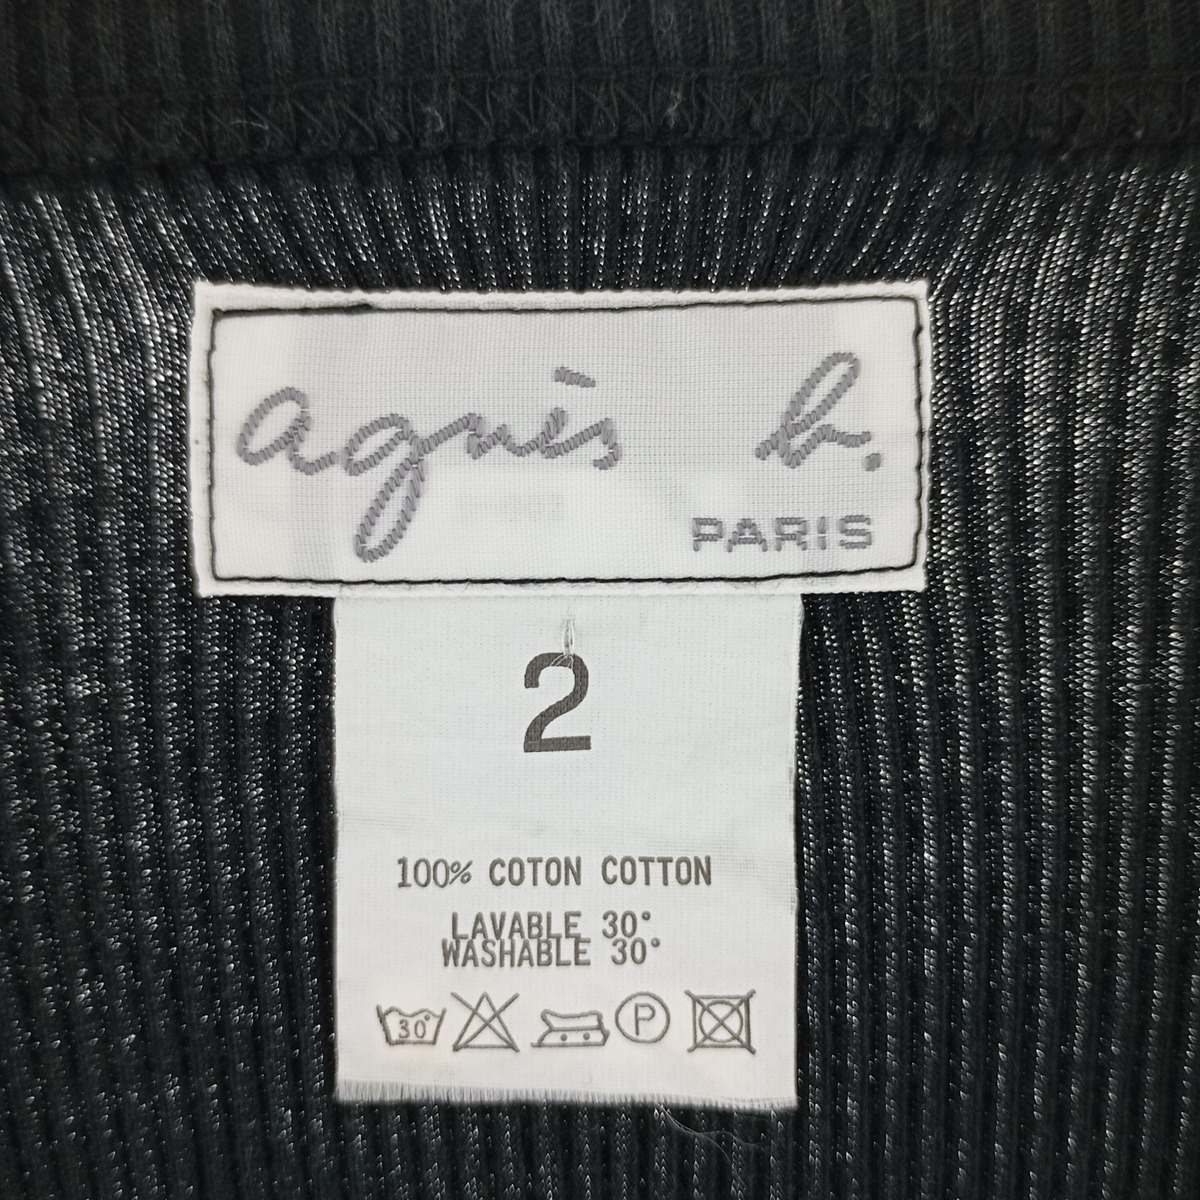 agnès b.
PARIS
2
100% COTON COTTON
LAVABLE 30°
WASHABLE 30°
30° P